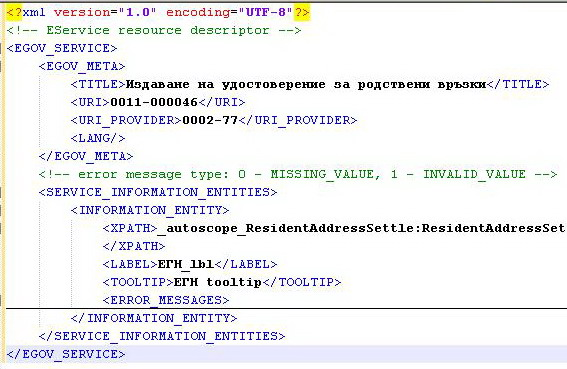 <?xml version="1.0" encoding="UTF-8"?>
<!-- EService resource descriptor -->
<EGOV_SERVICE>
<EGOV_META>
<TITLE>Издаване на удостоверение за родствени връзки</TITLE>
<URI>0011-000046</URI>
<URI_PROVIDER>0002-77</URI_PROVIDER>
<LANG/>
</EGOV_META>
<!-- error message type: 0 - MISSING_VALUE, 1 - INVALID_VALUE -->
<SERVICE_INFORMATION_ENTITIES>
<INFORMATION_ENTITY>
<XPATH>_autoscope_ResidentAddressSettle:ResidentAddressSet
</XPATH>
<LABEL>ЕГН_lbl</LABEL>
<TOOLTIP>ЕГН tooltip</TOOLTIP>
<ERROR_MESSAGES>
</INFORMATION_ENTITY>
</SERVICE_INFORMATION_ENTITIES>
</EGOV_SERVICE>